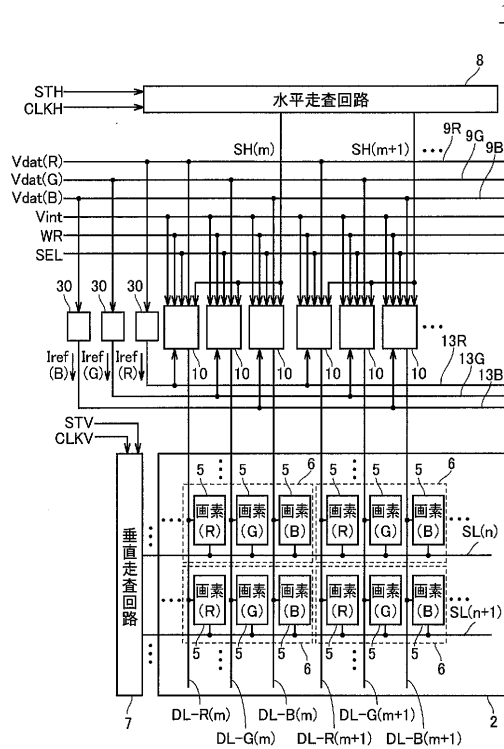 1
8
STH
CLKH
水平走査回路
SH(m)
SH(m+1)
9R
9G
9B
Vdat(R)
Vdat(G)
Vdat(B)
Vint
WR
SEL
30 30 30
Iref (B) Iref (G) Iref (R)
10 10 10 10 10 10
13R
13G
13B
STV
CLKV
5 5 5 6 5 5 5 6
画素(R) 画素(G) 画素(B) 画素(R) 画素(G) 画素(B)
SL(n)
垂直走査回路
画素(R) 画素(G) 画素(B) 画素(R) 画素(G) 画素(B)
SL(n+1)
5 5 5 6 5 5 5 6
7
2
DL-R(m)
DL-G(m)
DL-B(m)
DL-R(m+1)
DL-G(m+1)
DL-B(m+1)